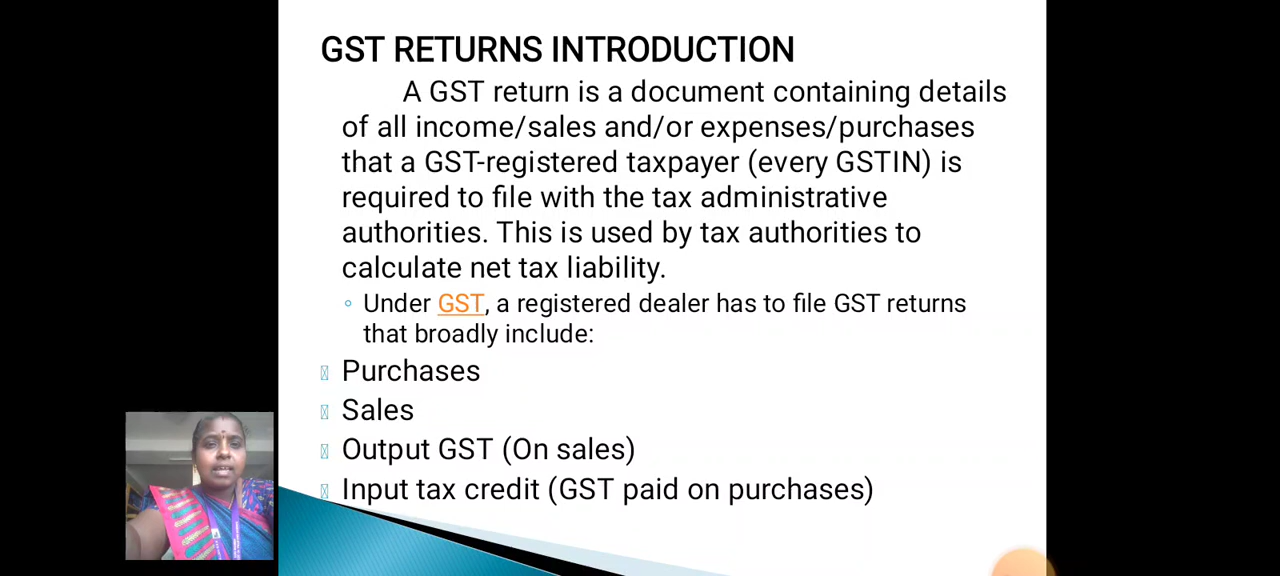 GST RETURNS INTRODUCTION
A GST return is a document containing details
of all income/sales and/or expenses/purchases
that a GST-registered taxpayer (every GSTIN) is
required to file with the tax administrative
authorities. This is used by tax authorities to
calculate net tax liability.
Under GST, a registered dealer has to file GST returns
that broadly include:
Purchases
Sales
Output GST (On sales)
Input tax credit (GST paid on purchases)